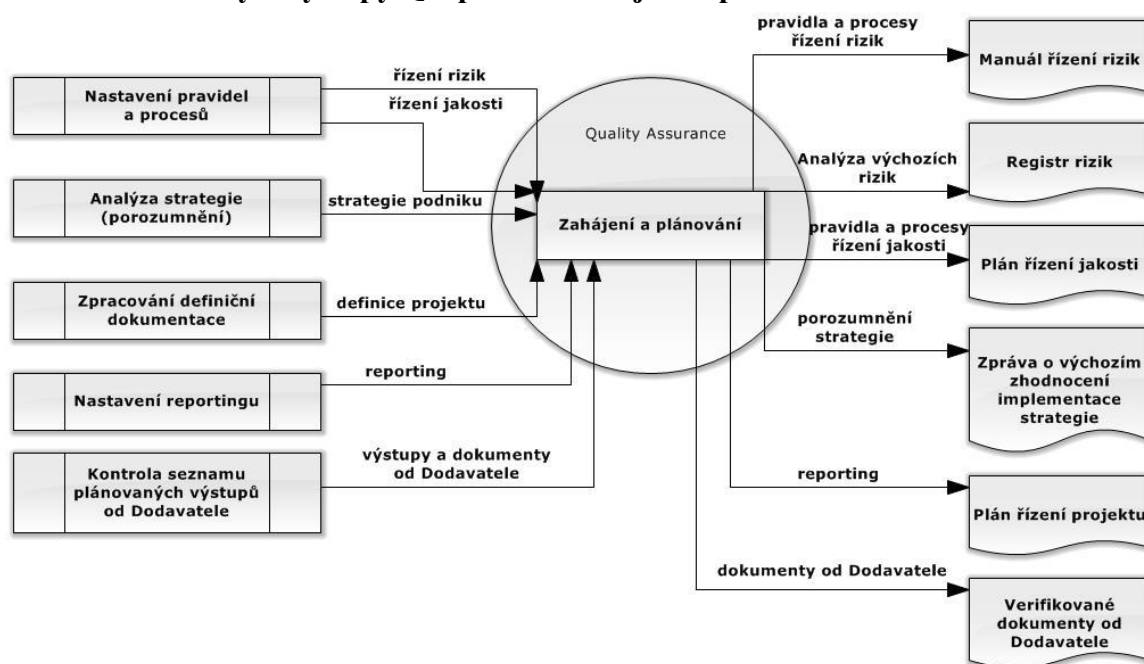 pravidla a procesy
řízení rizik
Manuál řízení rizik
řízení rizik
řízení jakosti
Nastavení pravidel
a procesů
Quality Assurance
Analýza výchozích
rizik
Registr rizik
Analýza strategie
(porozumnění)
strategie podniku
Zahájení a plánování
pravidla a procesy
řízení jakosti
Plán řízení jakosti
Zpracování definiční
dokumentace
definice projektu
porozumnění
strategie
Zpráva o výchozím
zhodnocení
implementace
strategie
Nastavení reportingu
reporting
Kontrola seznamu
plánovaných výstupů
od Dodavatele
výstupy a dokumenty
od Dodavatele
reporting
Plán řízení projektu
dokumenty od Dodavatele
Verifikované
dokumenty od
Dodavatele